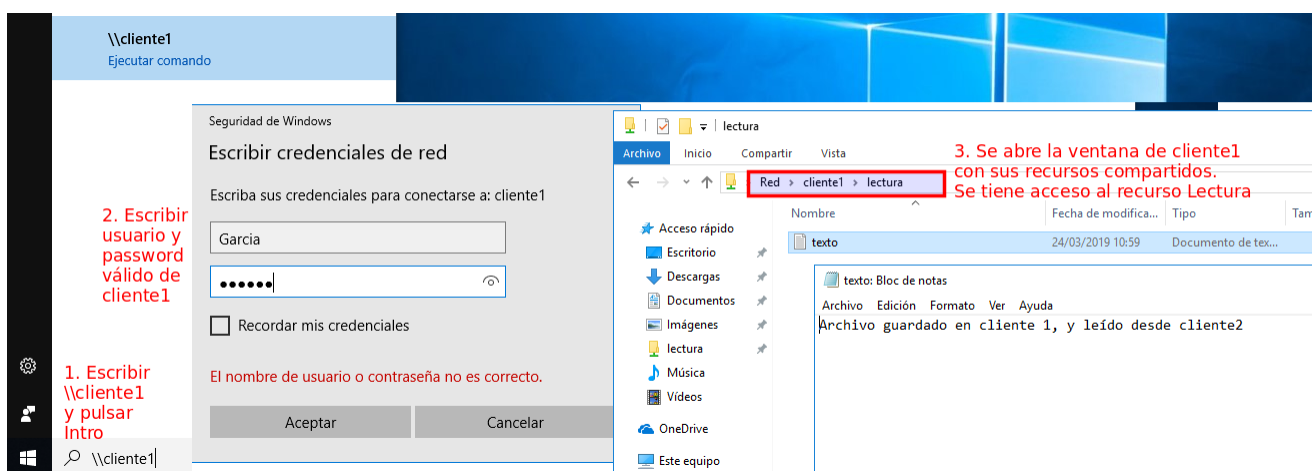 \\cliente1
Ejecutar comando
Seguridad de Windows
Escribir credenciales de red
Escriba sus credenciales para conectarse a: cliente1
Garcia
Recordar mis credenciales
El nombre de usuario o contraseña no es correcto.
Aceptar
Cancelar
2. Escribir
usuario y
password
válido de
cliente1
1. Escribir
\\cliente1
y pulsar
Intro
\\cliente1
lectura
Archivo Inicio Compartir Vista
3. Se abre la ventana de cliente1
con sus recursos compartidos.
Se tiene acceso al recurso Lectura
Red > cliente1 > lectura
Nombre Fecha de modifica... Tipo Tam
texto 24/03/2019 10:59 Documento de tex...
Acceso rápido
Escritorio
Descargas
Documentos
Imágenes
lectura
Música
Vídeos
OneDrive
Este equipo
texto: Bloc de notas
Archivo Edición Formato Ver Ayuda
Archivo guardado en cliente 1, y leído desde cliente2